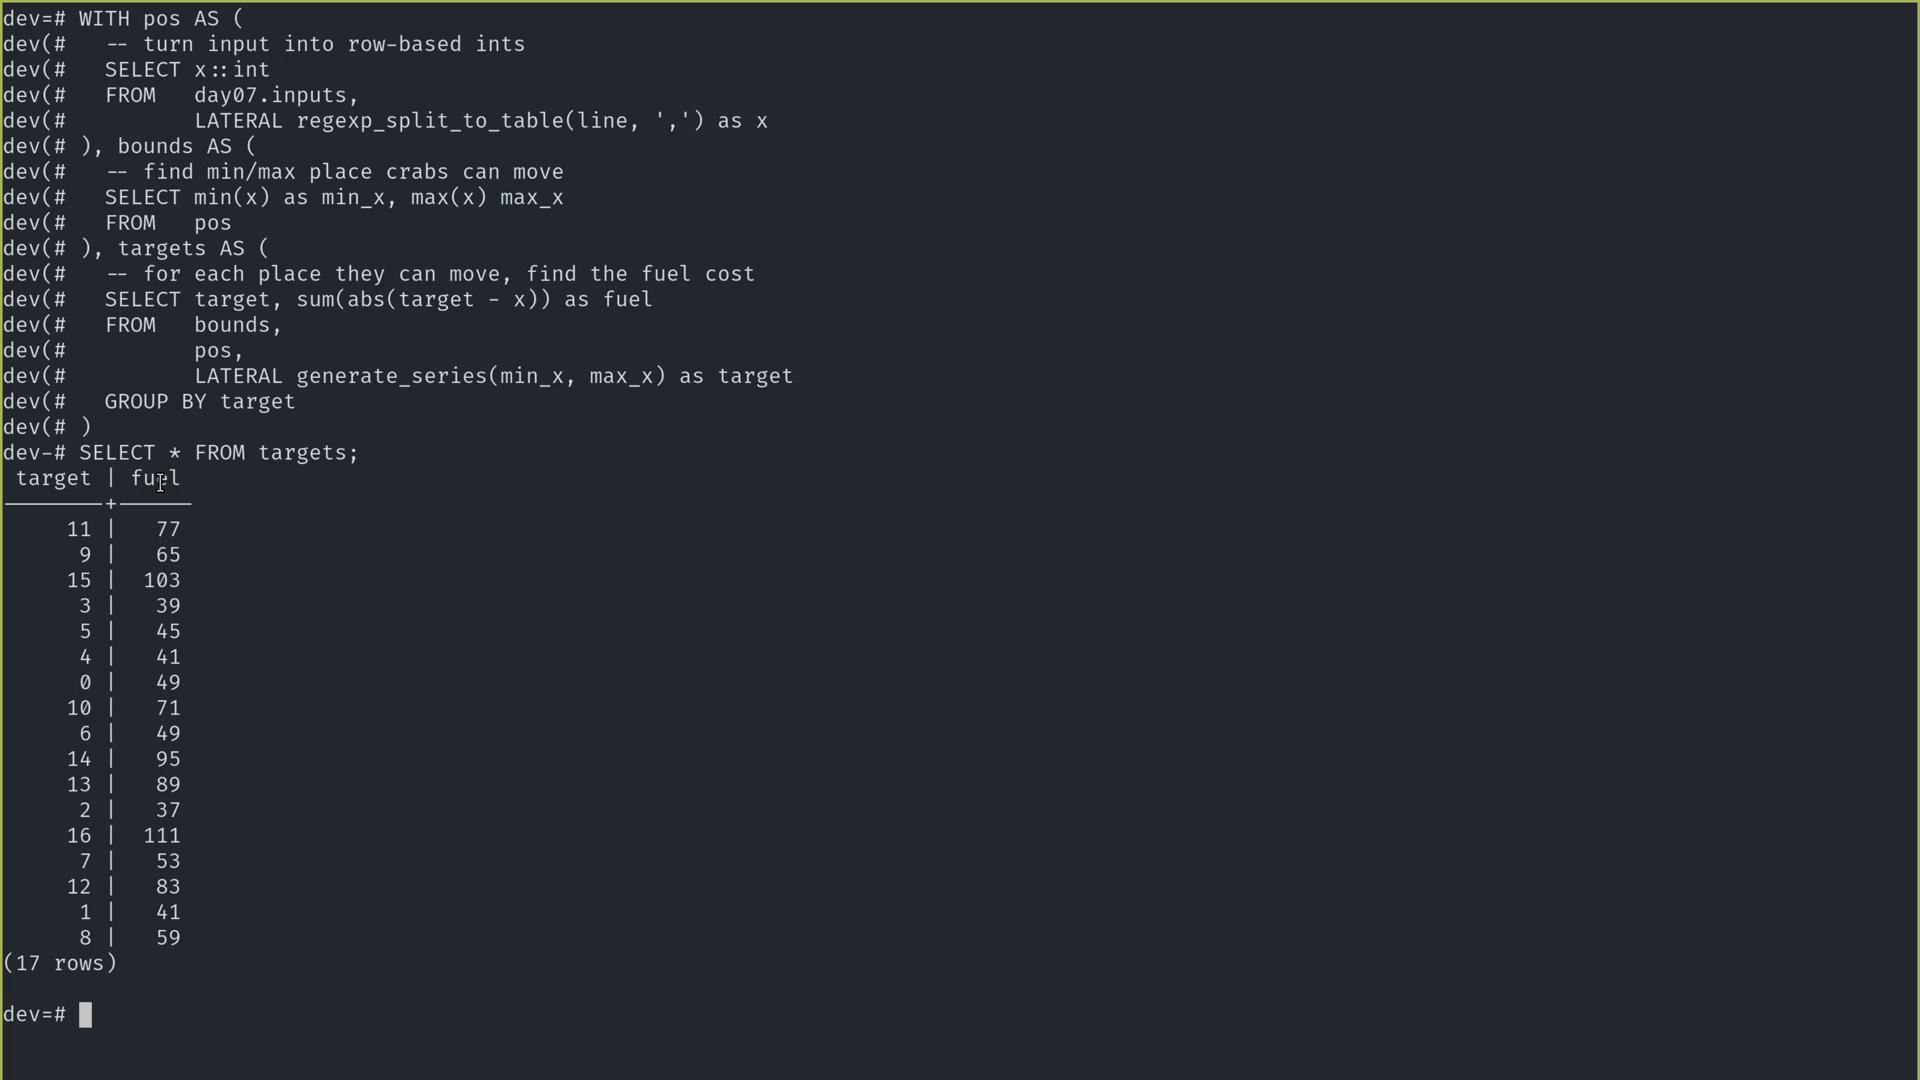 dev=# WITH pos AS (
dev(#   -- turn input into row-based ints
dev(#   SELECT x::int
dev(#   FROM   day07.inputs,
dev(#          LATERAL regexp_split_to_table(line, ',') as x
dev(# ), bounds AS (
dev(#   -- find min/max place crabs can move
dev(#   SELECT min(x) as min_x, max(x) max_x
dev(#   FROM   pos
dev(# ), targets AS (
dev(#   -- for each place they can move, find the fuel cost
dev(#   SELECT target, sum(abs(target - x)) as fuel
dev(#   FROM   bounds,
dev(#          pos,
dev(#          LATERAL generate_series(min_x, max_x) as target
dev(#   GROUP BY target
dev(# )
dev-# SELECT * FROM targets;
 target | fuel
--------+------
     11 |   77
      9 |   65
     15 |  103
      3 |   39
      5 |   45
      4 |   41
      0 |   49
     10 |   71
      6 |   49
     14 |   95
     13 |   89
      2 |   37
     16 |  111
      7 |   53
     12 |   83
      1 |   41
      8 |   59
(17 rows)
dev=#